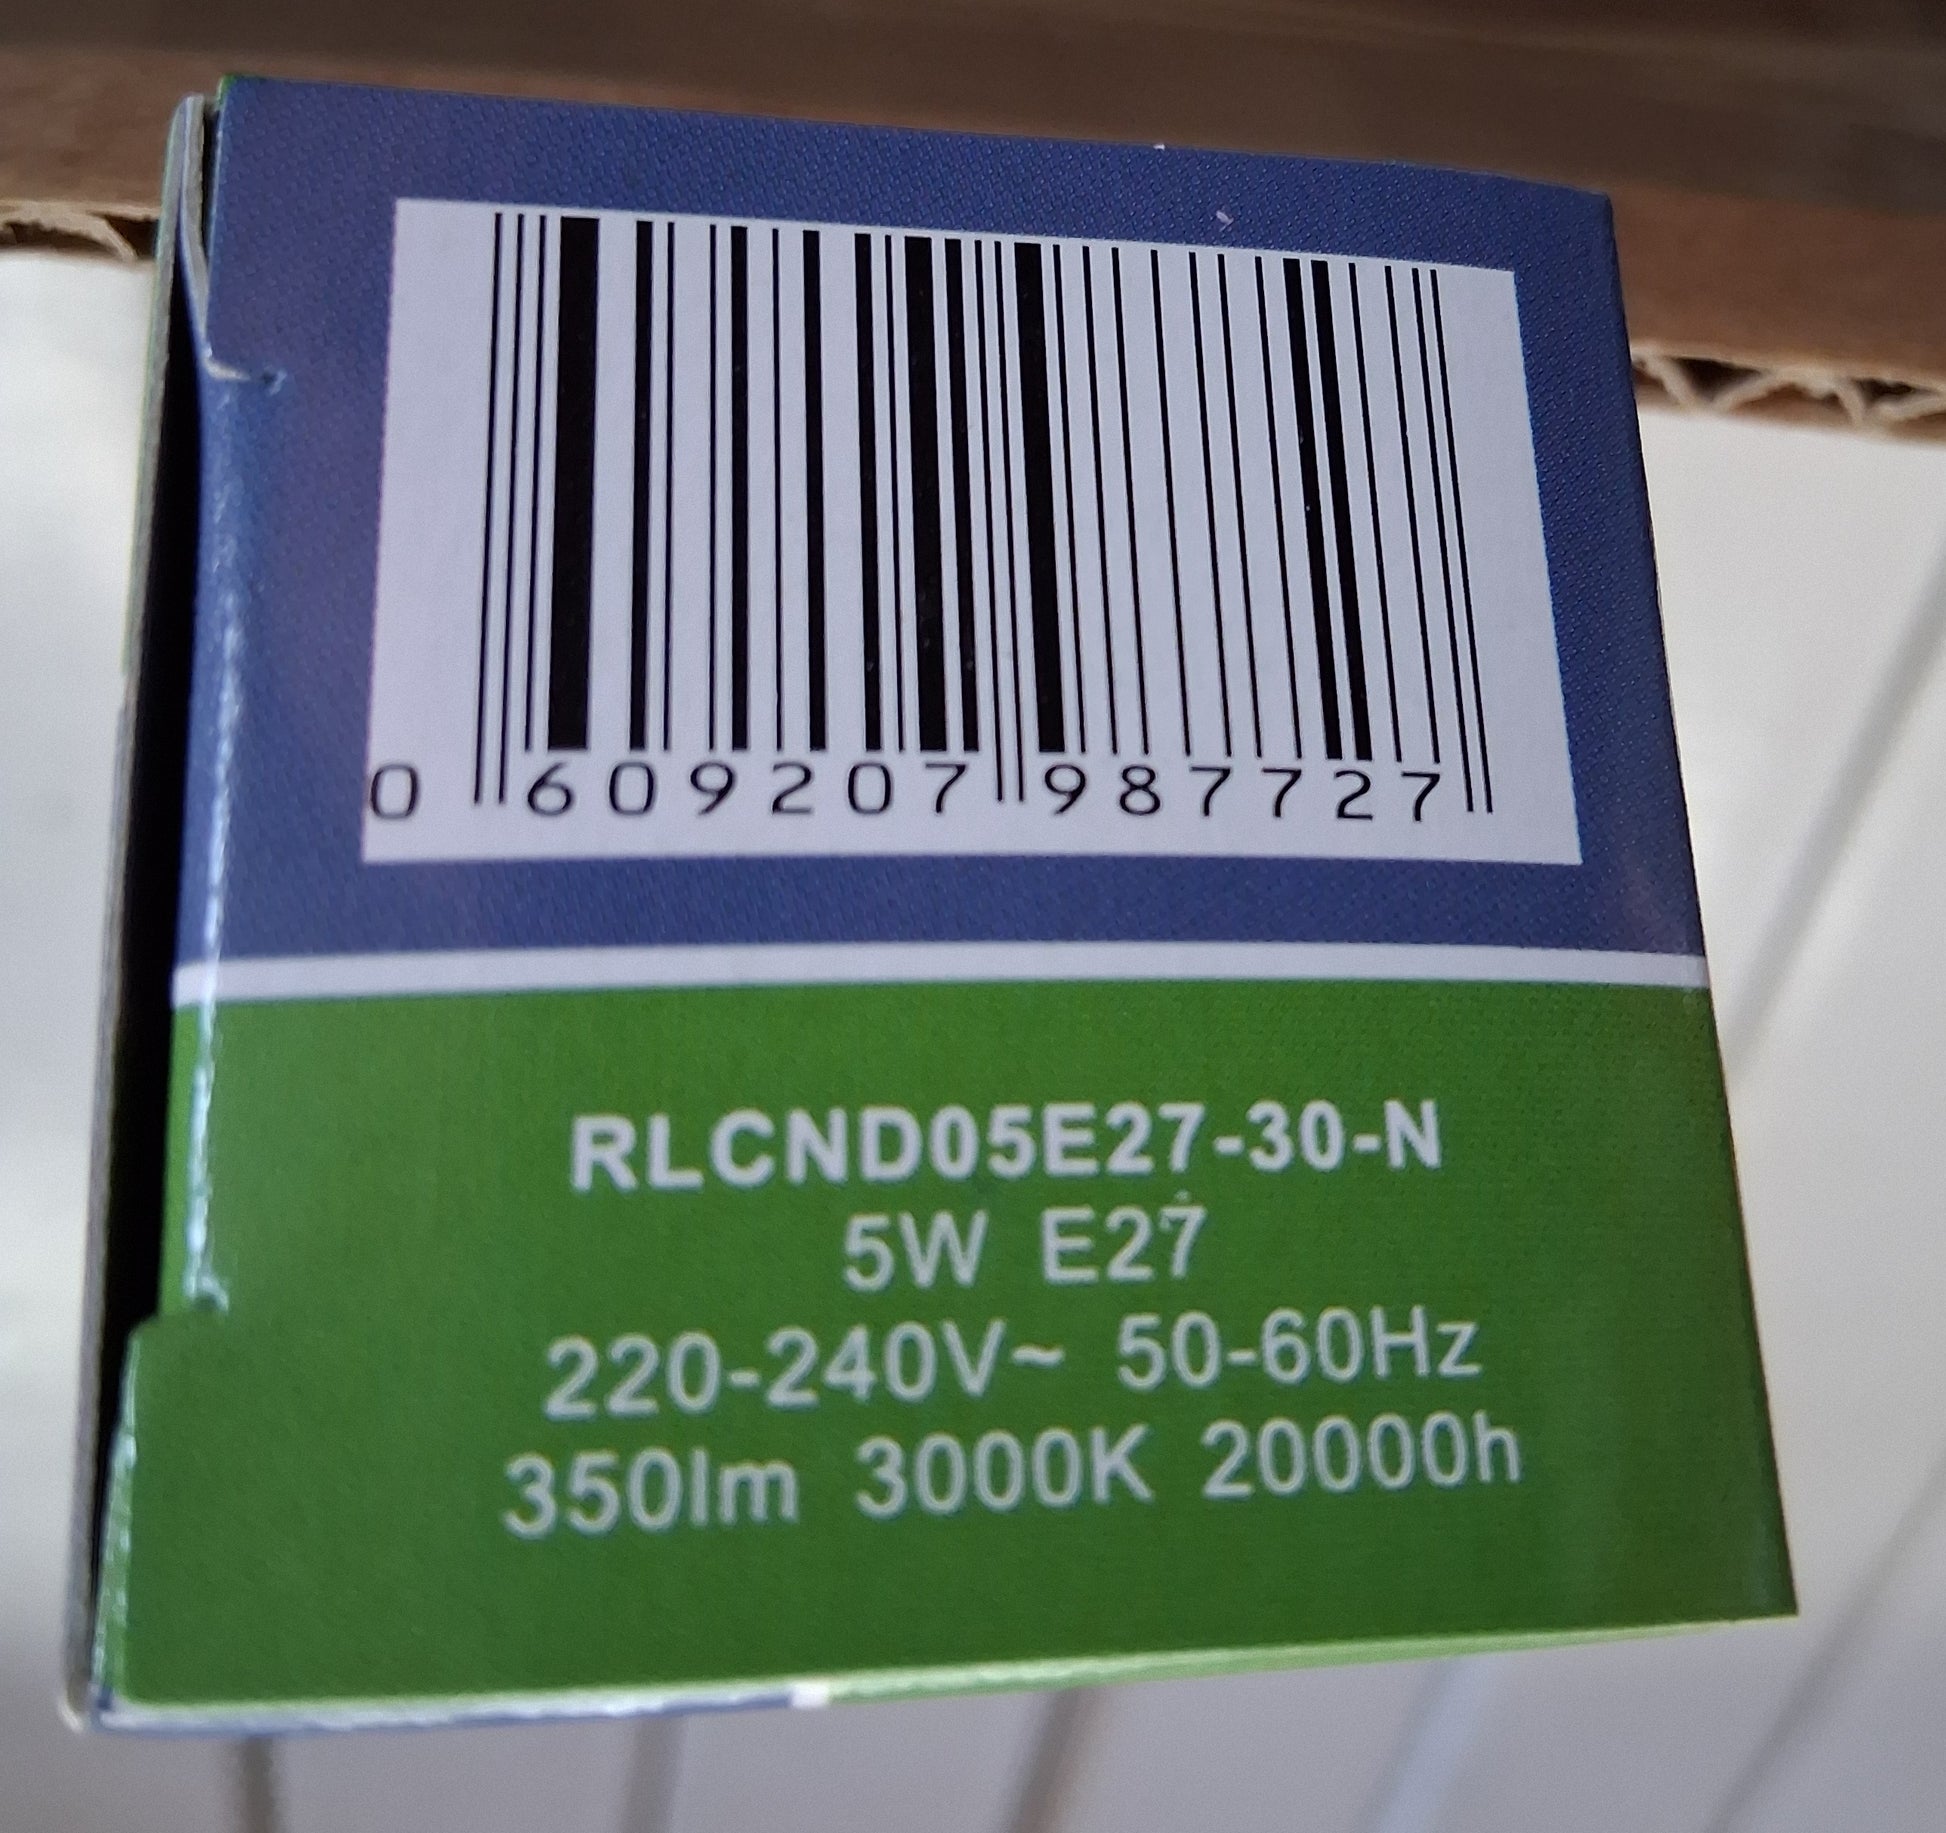 0 609207 987727
RLCND05E27-30-N
5W E27
220-240V~ 50-60Hz
350lm 3000K 20000h